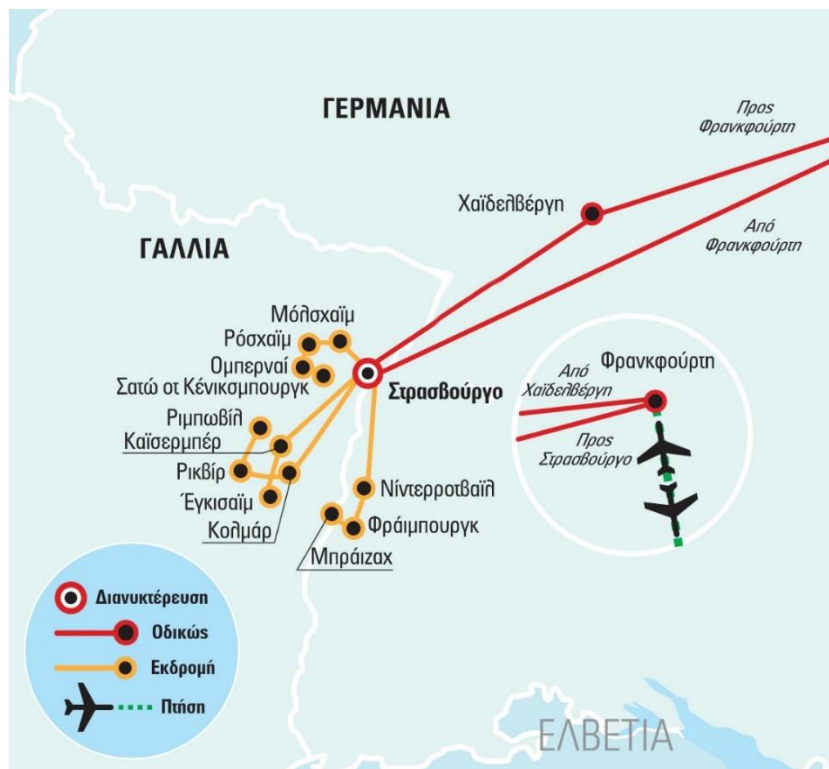 ΓΕΡΜΑΝΙΑ
Προς
Φρανκφούρτη
Χαϊδελβέργη
Από
Φρανκφούρτη
ΓΑΛΛΙΑ
Μόλσχαϊμ
Ρόσχαϊμ
Ομπερναί
Σατώ οτ Κένικσμπουργκ
Στρασβούργο
Φρανκφούρτη
Από
Χαϊδελβέργη
Προς
Στρασβούργο
Ριμπωβίλ
Καϊσερμπέρ
Ρικβίρ
Έγκισαϊμ
Κολμάρ
Νίντερροτβαϊλ
Φράιμπουργκ
Μπράιζαχ
Διανυκτέρευση
Οδικώς
Εκδρομή
Πτήση
ΕΛΒΕΤΙΑ